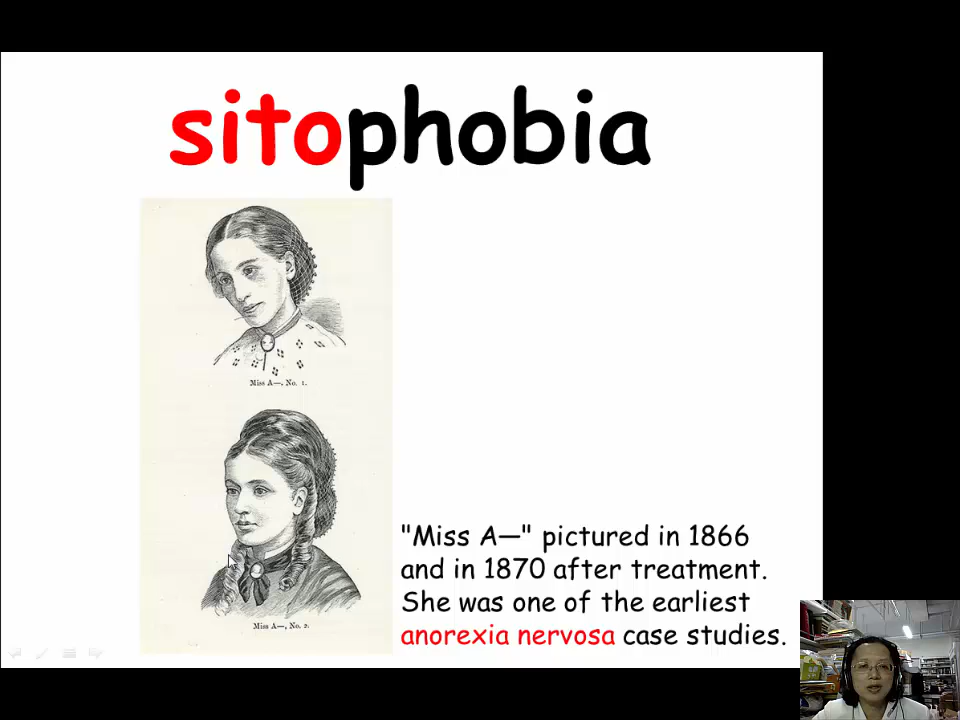 sitophobia
Miss A—, No. 1.
Miss A—, No. 2.
"Miss A—" pictured in 1866
and in 1870 after treatment.
She was one of the earliest
anorexia nervosa case studies.